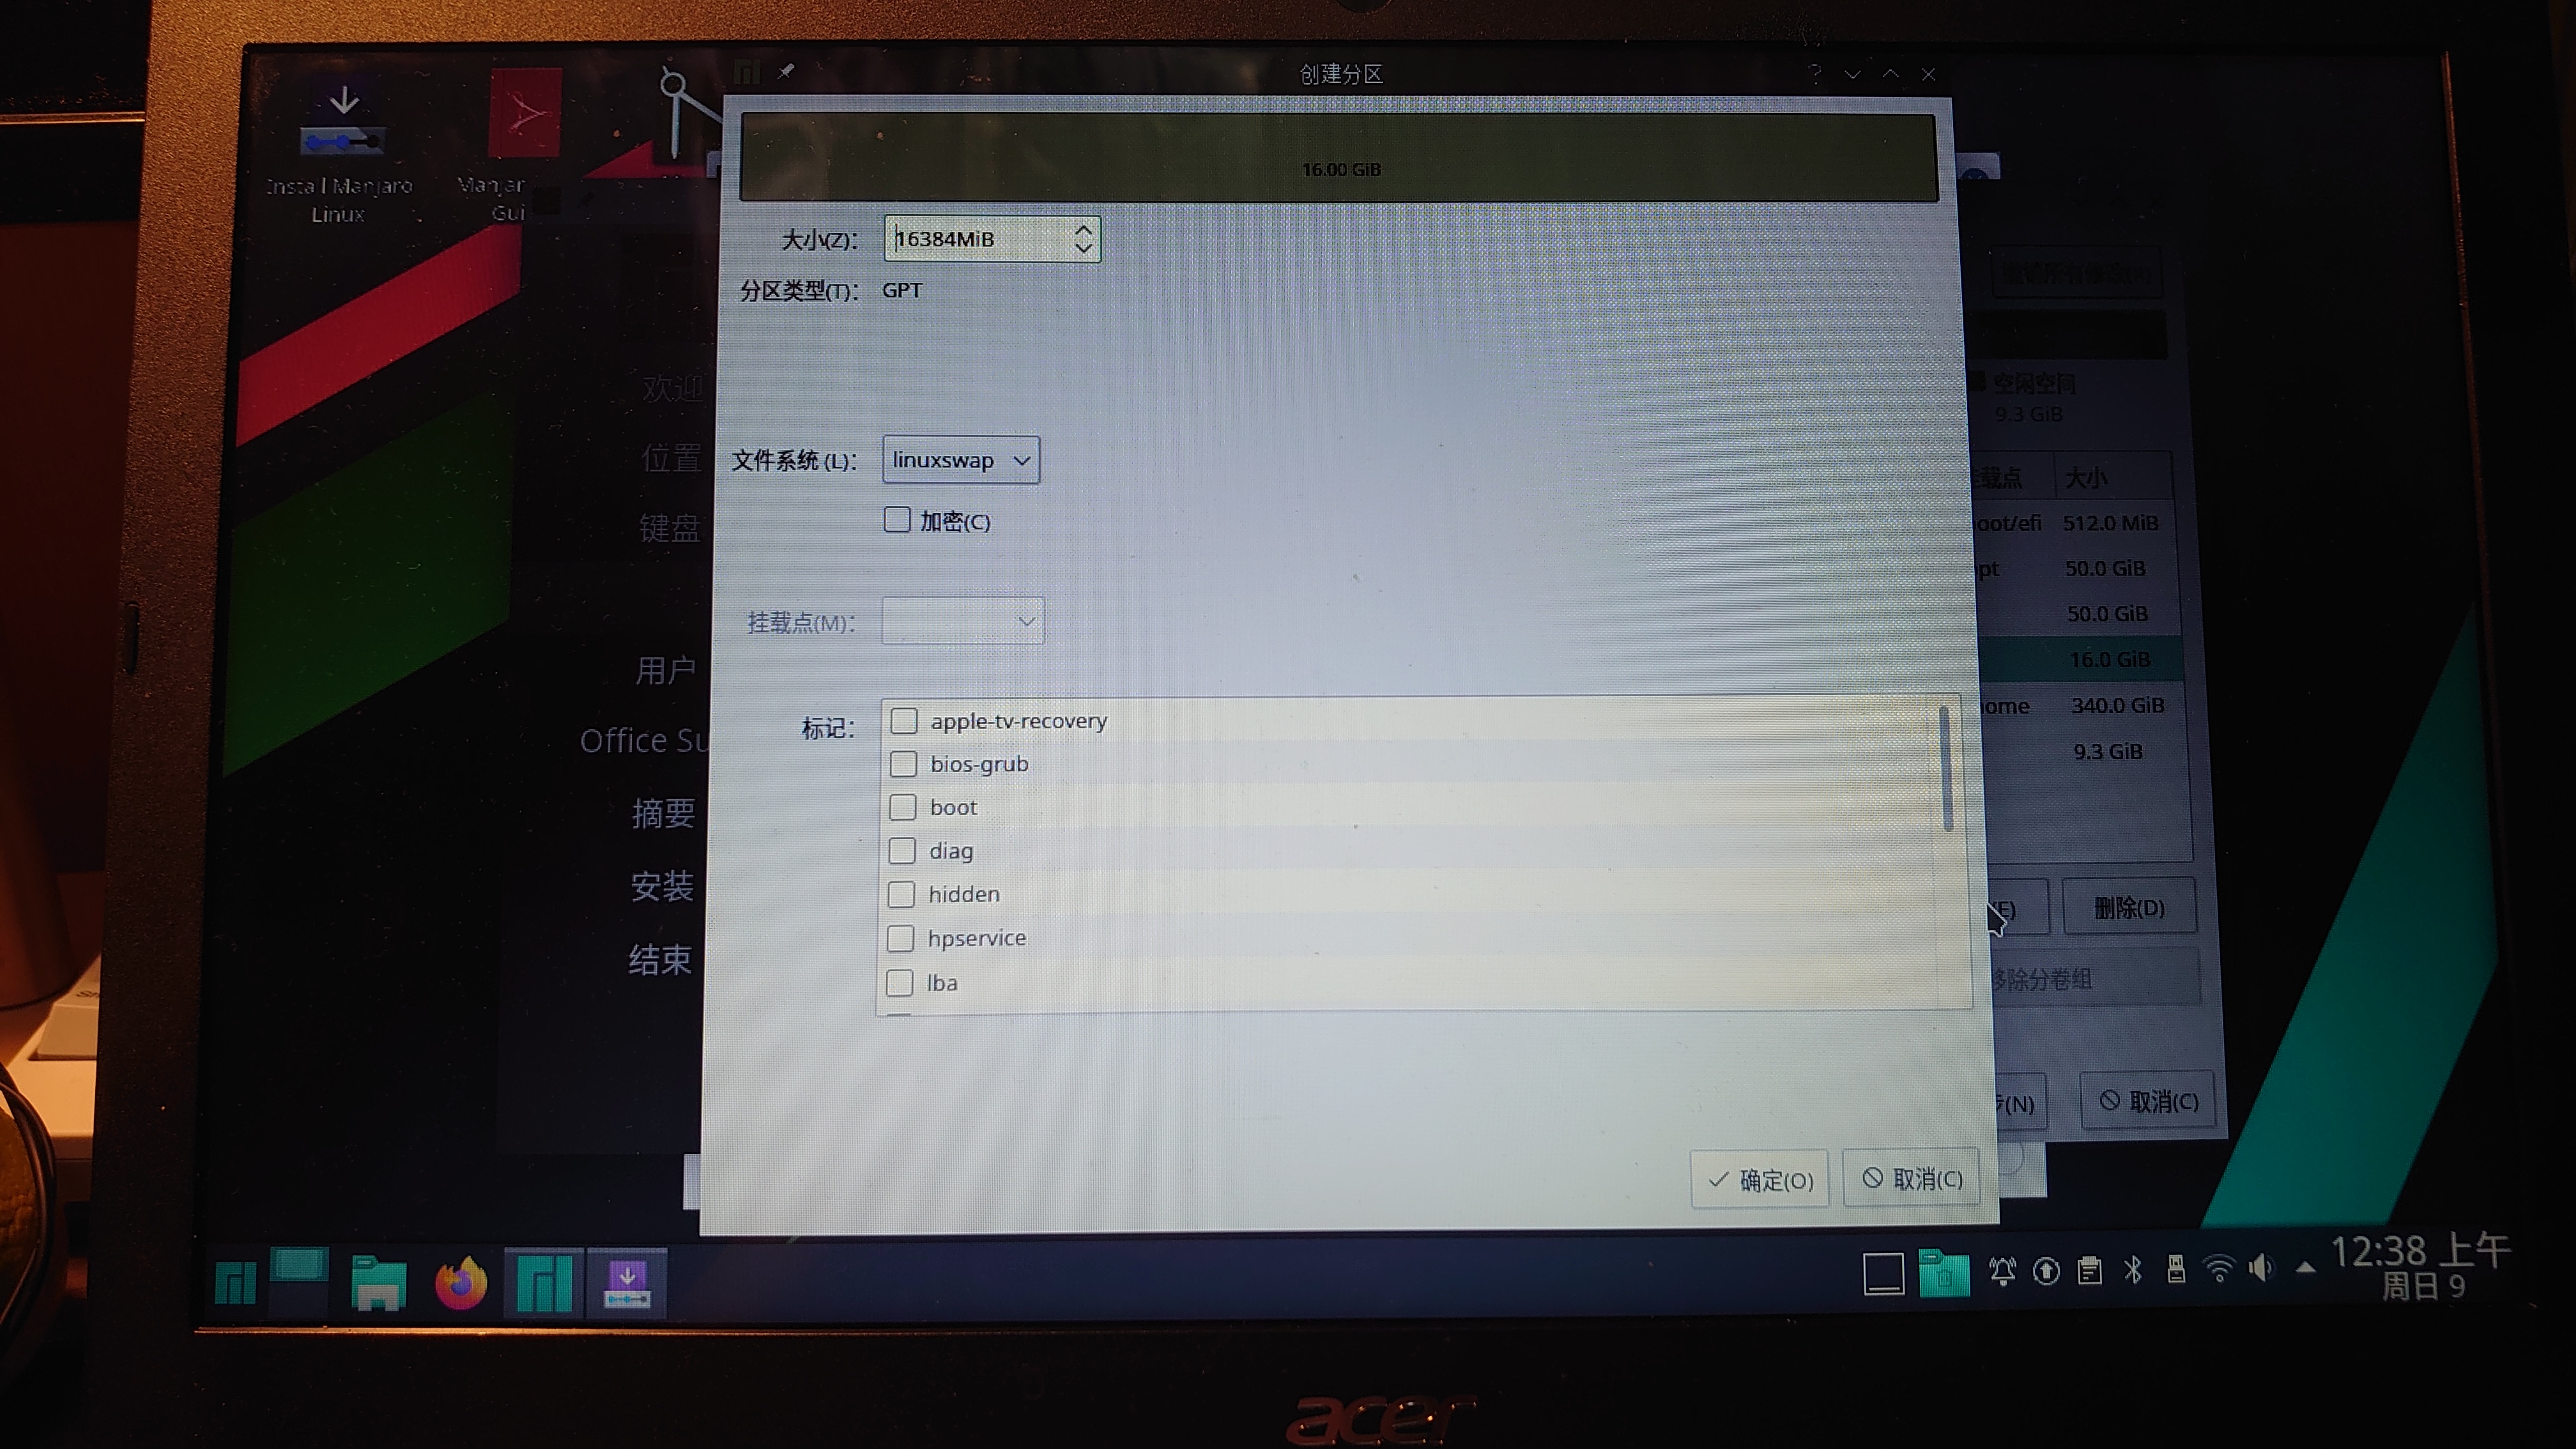 创建分区
16.00 GiB
大小(Z)：
16384MiB
分区类型(T)：
GPT
文件系统 (L)：
linuxswap
加密(C)
挂载点(M)：
标记：
apple-tv-recovery
bios-grub
boot
diag
hidden
hpservice
lba
确定(O)
取消(C)
Install Manjaro
Linux
Manjar
Gui
欢迎
位置
键盘
用户
Office Su
摘要
安装
结束
空闲空间
9.3 GiB
载点
大小
oot/efi
512.0 MiB
pt
50.0 GiB
50.0 GiB
16.0 GiB
ome
340.0 GiB
9.3 GiB
(E)
删除(D)
移除分卷组
(N)
取消(C)
12:38 上午
周日 9
acer